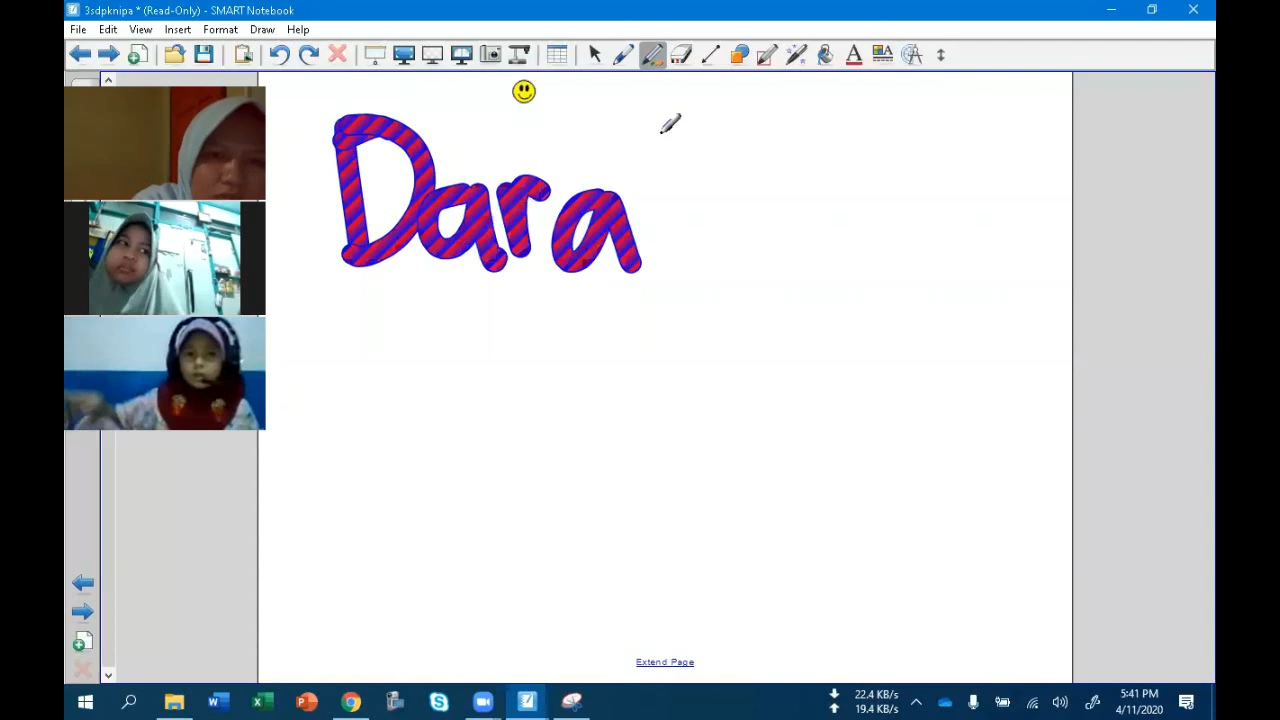 3sdpknipa * (Read-Only) - SMART Notebook
File Edit View Insert Format Draw Help
Dara
Extend Page
22.4 KB/s
19.4 KB/s
5:41 PM
4/11/2020